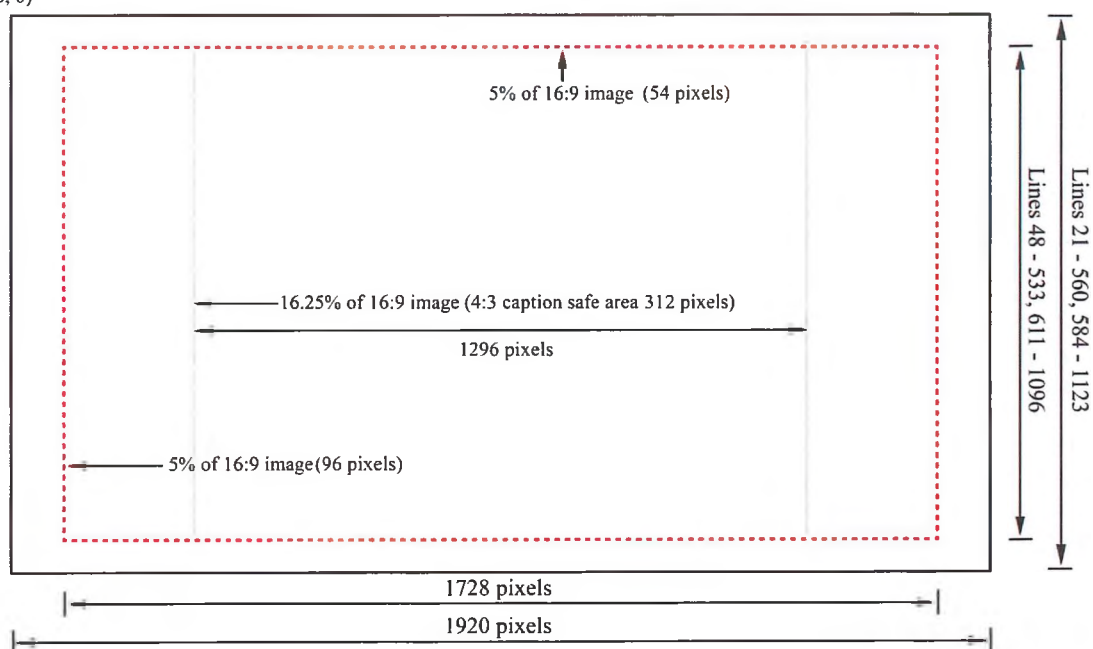 5% of 16:9 image (54 pixels)
16.25% of 16:9 image (4:3 caption safe area 312 pixels)
1296 pixels
5% of 16:9 image(96 pixels)
1728 pixels
1920 pixels
Lines 48 - 533, 611 - 1096
Lines 21 - 560, 584 - 1123